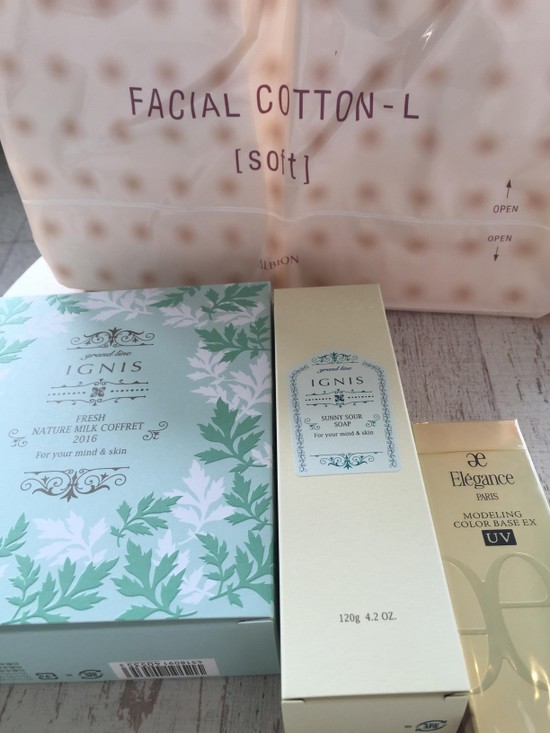 FACIAL COTTON-L
[soft]
OPEN
OPEN
ALBION
grand line
IGNIS
FRESH
NATURE MILK COFFRET
2016
For your mind & skin
grand line
IGNIS
SUNNY SOUR
SOAP
For your mind & skin
120g 4.2 OZ.
Elégance
PARIS
MODELING
COLOR BASE EX
UV